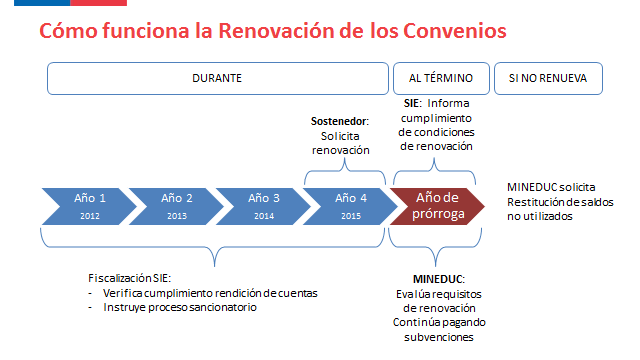 Cómo funciona la Renovación de los Convenios
DURANTE
AL TÉRMINO
SI NO RENUEVA
Sostenedor:
Solicita
renovación
SIE: Informa
cumplimiento
de condiciones
de renovación
Año 1
2012
Año 2
2013
Año 3
2014
Año 4
2015
Año de
prórroga
MINEDUC solicita
Restitución de saldos
no utilizados
Fiscalización SIE:
- Verifica cumplimiento rendición de cuentas
- Instruye proceso sancionatorio
MINEDUC:
Evalúa requisitos
de renovación
Continúa pagando
subvenciones